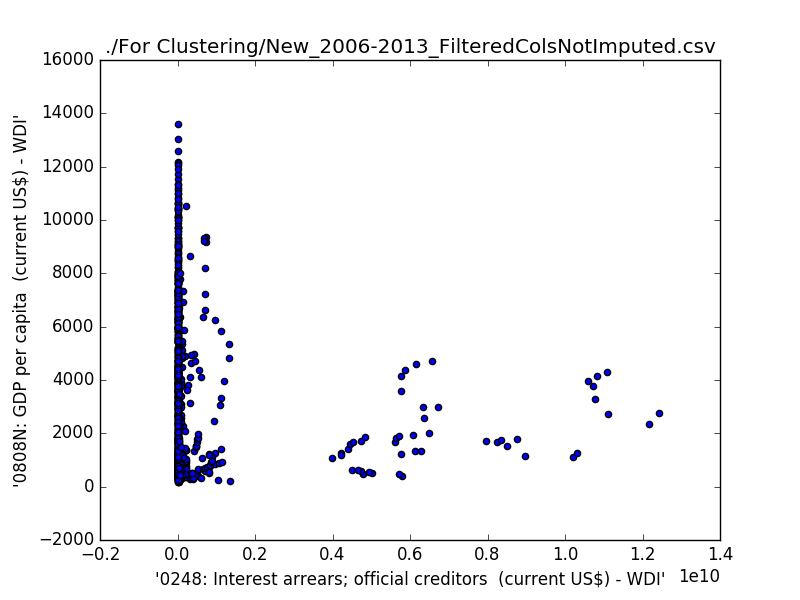 ./For Clustering/New_2006-2013_FilteredColsNotImputed.csv
16000
14000
12000
10000
8000
6000
4000
2000
0
−2000
'0808N: GDP per capita  (current US$) - WDI'
−0.2 0.0 0.2 0.4 0.6 0.8 1.0 1.2 1.4
1e10
'0248: Interest arrears; official creditors  (current US$) - WDI'